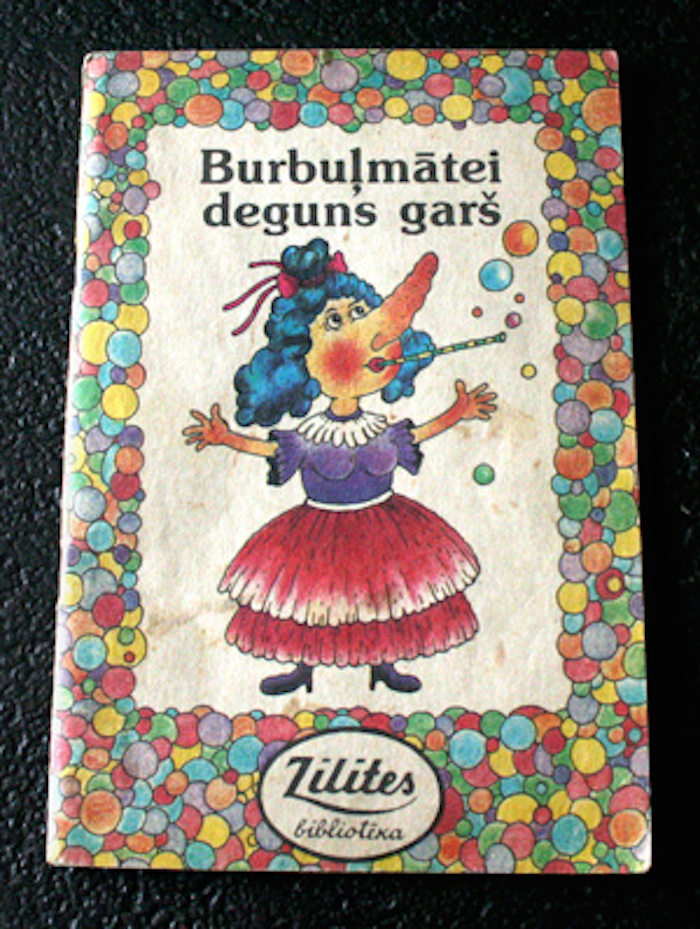 Burbuļmātei
deguns garš
Zīlītes
bibliotēka